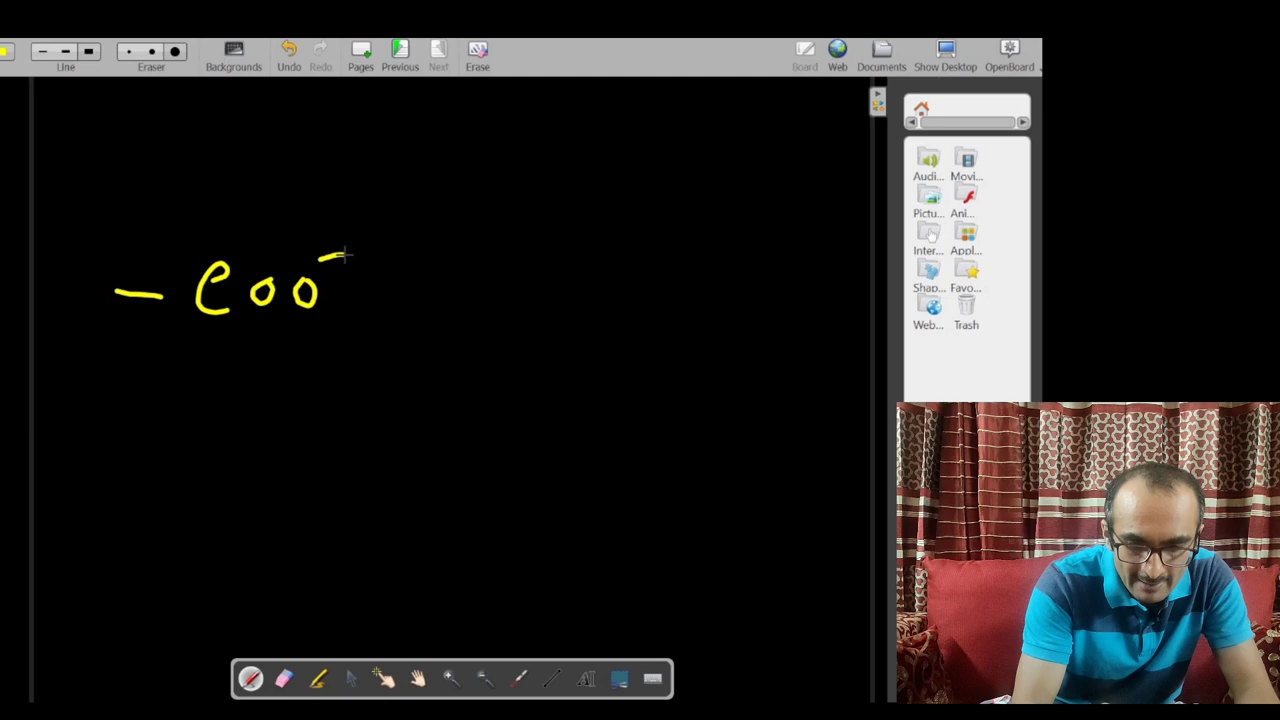 Line Eraser Backgrounds Undo Redo Pages Previous Next Erase Board Web Documents Show Desktop OpenBoard
Audi... Movi...
Pictu... Ani...
Inter... Appl...
Shap... Favo...
Web... Trash
– COO⁻
AI